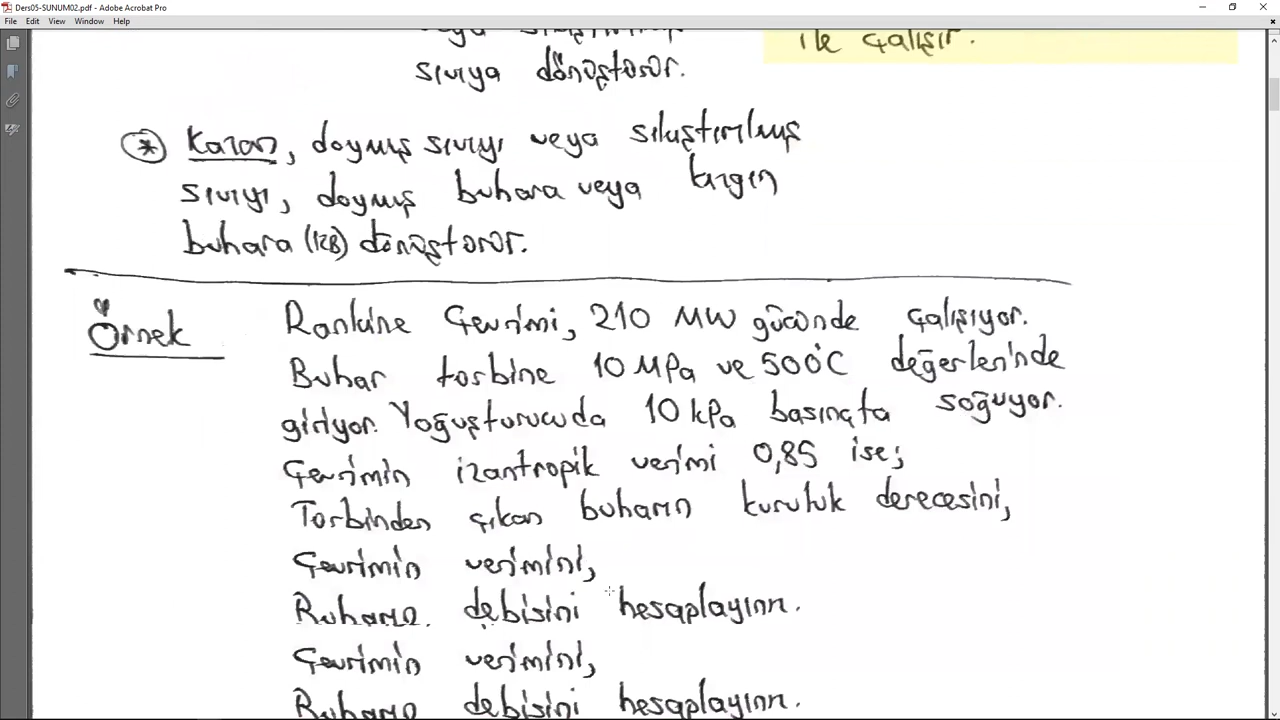 Ders05-SUNUM02.pdf - Adobe Acrobat Pro
File Edit View Window Help
veya
sıvıya dönüştürür.
ile çalışır.
* Kazan, doymuş sıvıyı veya sıkıştırılmış
sıvıyı, doymuş buhara veya kızgın
buhara (KB) dönüştürür.
Örnek
Rankine Çevrimi, 210 MW gücünde çalışıyor.
Buhar türbine 10 MPa ve 500°C değerlerinde
giriyor. Yoğuşturucuda 10 kPa basınçta soğuyor.
Çevrimin izantropik verimi 0,85 ise;
Türbinden çıkan buharın kuruluk derecesini,
Çevrimin verimini,
Buharın debisini hesaplayınız.
Çevrimin verimini,
Buharın debisini hesaplayınız.